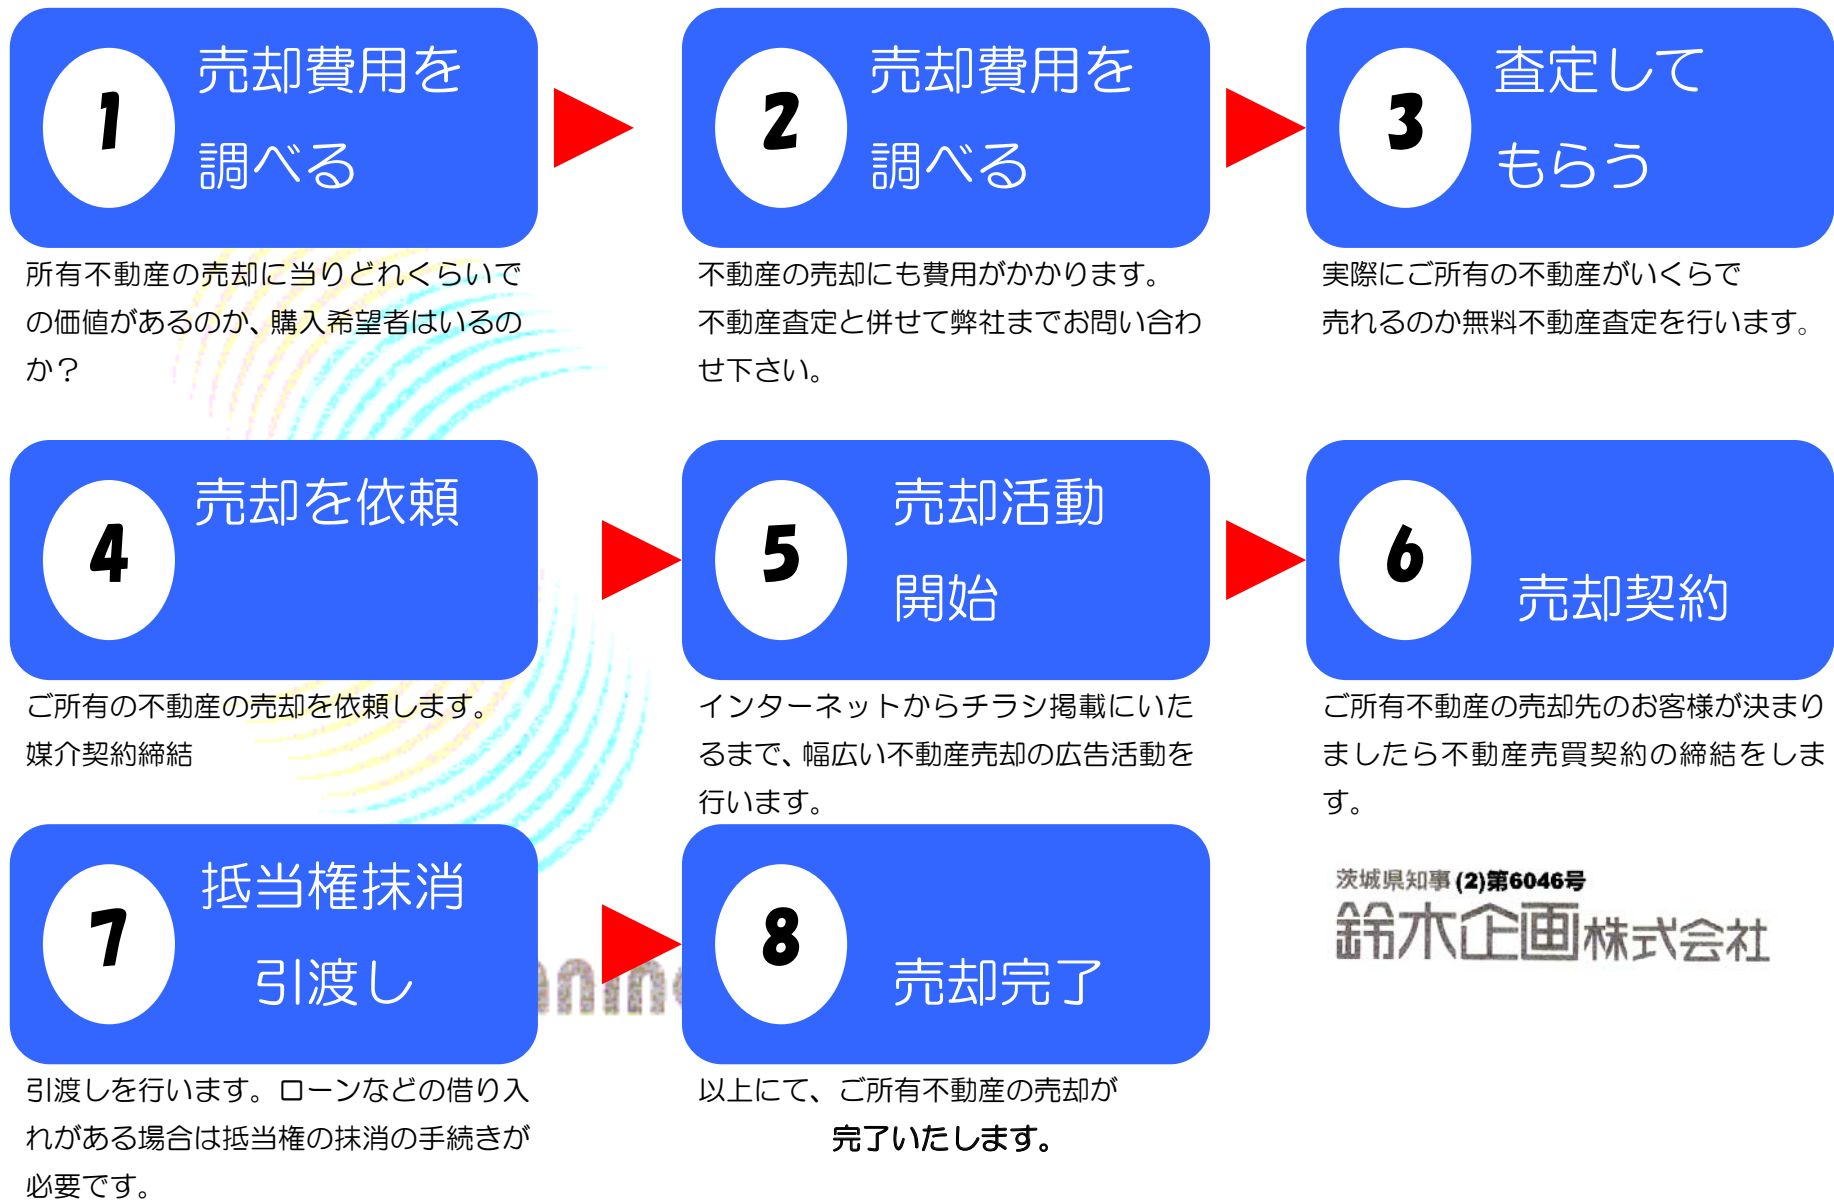 1
売却費用を
調べる
所有不動産の売却に当りどれくらいで
の価値があるのか、購入希望者はいるの
か？
2
売却費用を
調べる
不動産の売却にも費用がかかります。
不動産査定と併せて弊社までお問い合わ
せ下さい。
3
査定して
もらう
実際にご所有の不動産がいくらで
売れるのか無料不動産査定を行います。
4
売却を依頼
ご所有の不動産の売却を依頼します。
媒介契約締結
5
売却活動
開始
インターネットからチラシ掲載にいた
るまで、幅広い不動産売却の広告活動を
行います。
6
売却契約
ご所有不動産の売却先のお客様が決まり
ましたら不動産売買契約の締結をしま
す。
7
抵当権抹消
引渡し
引渡しを行います。ローンなどの借り入
れがある場合は抵当権の抹消の手続きが
必要です。
8
売却完了
以上にて、ご所有不動産の売却が
完了いたします。
茨城県知事(2)第6046号
鈴木企画株式会社